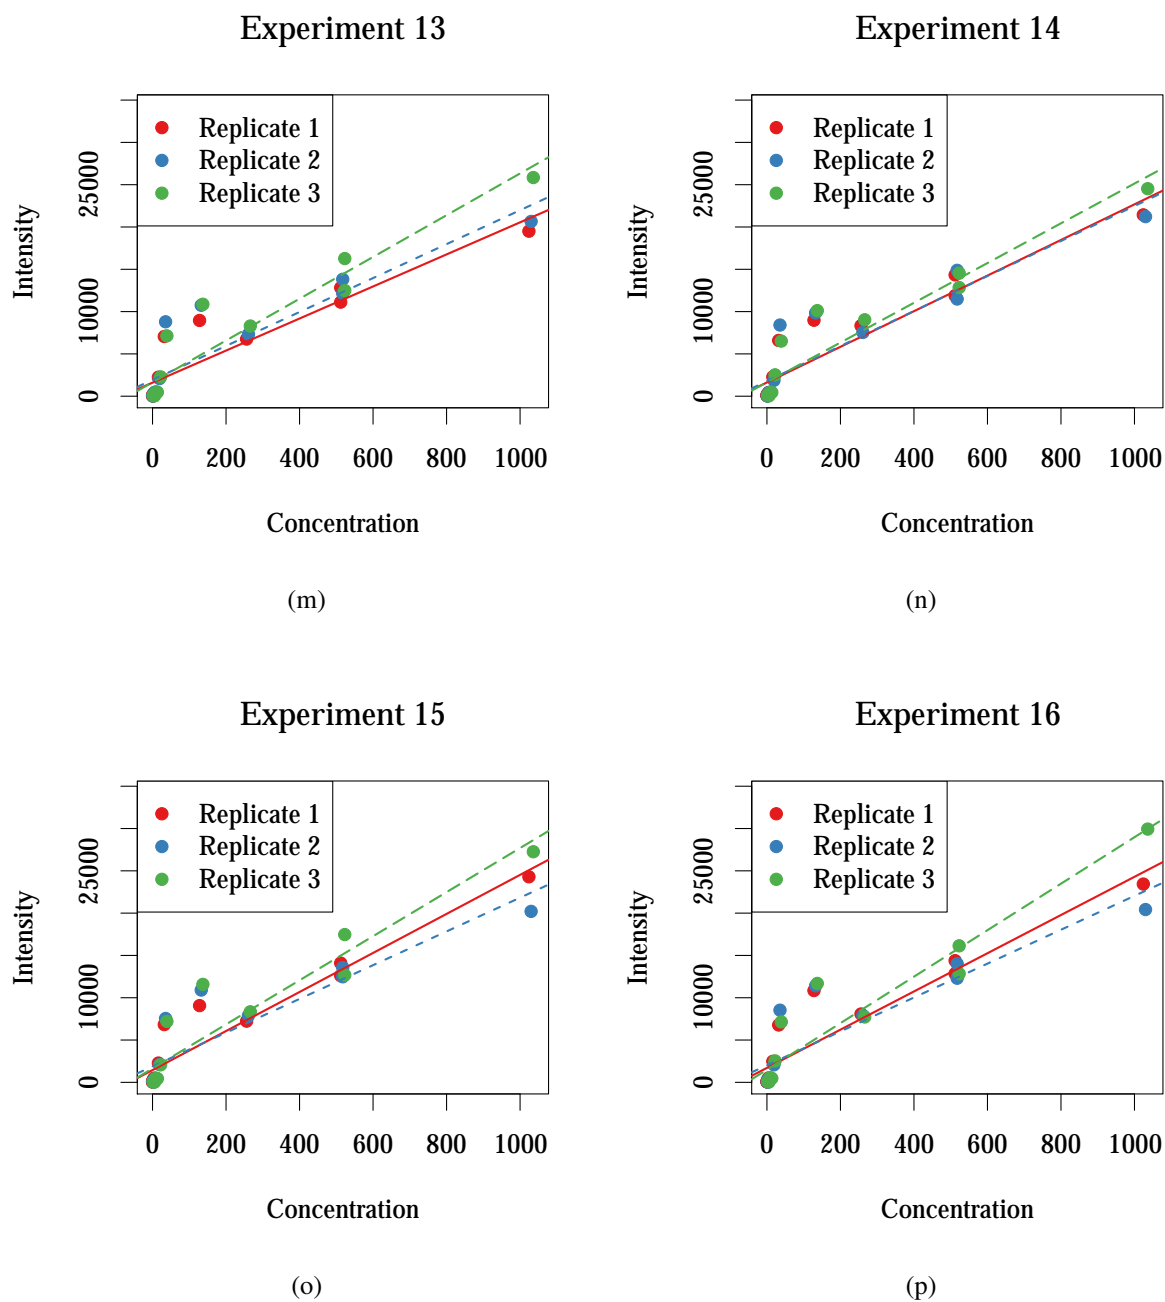 Experiment 13
Replicate 1
Replicate 2
Replicate 3
Intensity
0 10000 25000
0 200 400 600 800 1000
Concentration
(m)
Experiment 14
Replicate 1
Replicate 2
Replicate 3
Intensity
0 10000 25000
0 200 400 600 800 1000
Concentration
(n)
Experiment 15
Replicate 1
Replicate 2
Replicate 3
Intensity
0 10000 25000
0 200 400 600 800 1000
Concentration
(o)
Experiment 16
Replicate 1
Replicate 2
Replicate 3
Intensity
0 10000 25000
0 200 400 600 800 1000
Concentration
(p)